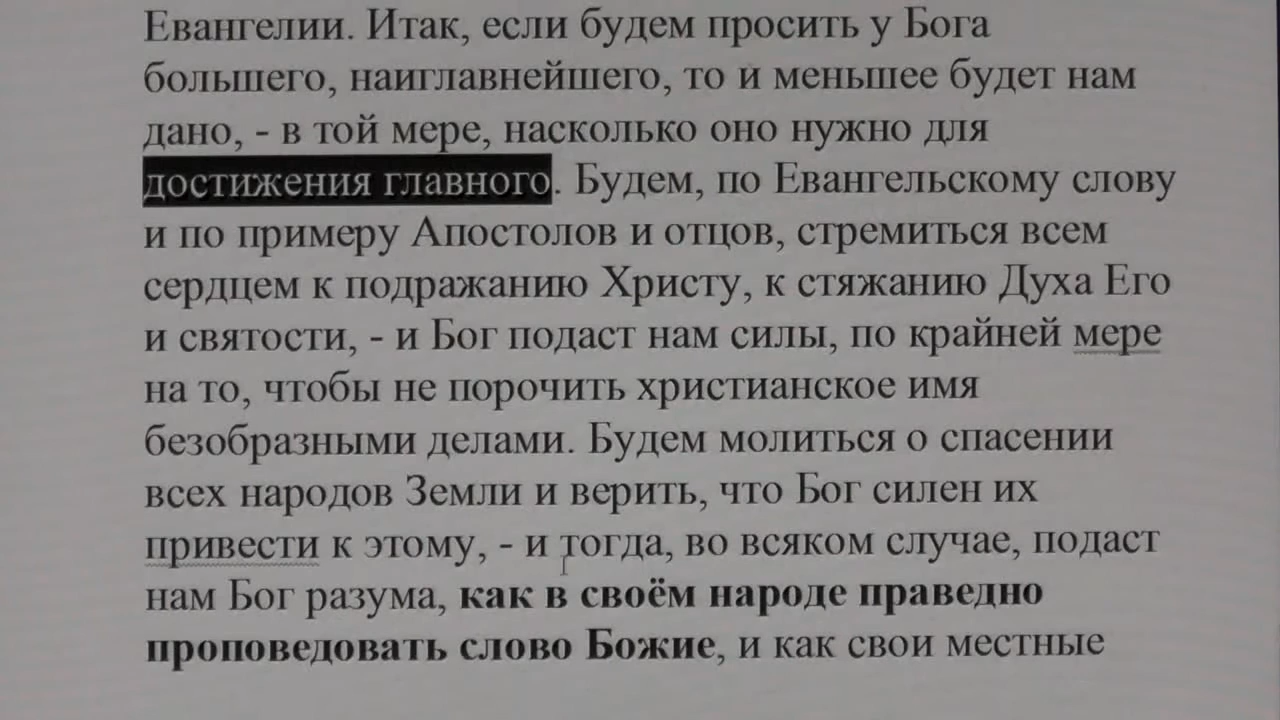 Евангелии. Итак, если будем просить у Бога
большего, наиглавнейшего, то и меньшее будет нам
дано, - в той мере, насколько оно нужно для
достижения главного. Будем, по Евангельскому слову
и по примеру Апостолов и отцов, стремиться всем
сердцем к подражанию Христу, к стяжанию Духа Его
и святости, - и Бог подаст нам силы, по крайней мере
на то, чтобы не порочить христианское имя
безобразными делами. Будем молиться о спасении
всех народов Земли и верить, что Бог силен их
привести к этому, - и тогда, во всяком случае, подаст
нам Бог разума, как в своём народе праведно
проповедовать слово Божие, и как свои местные